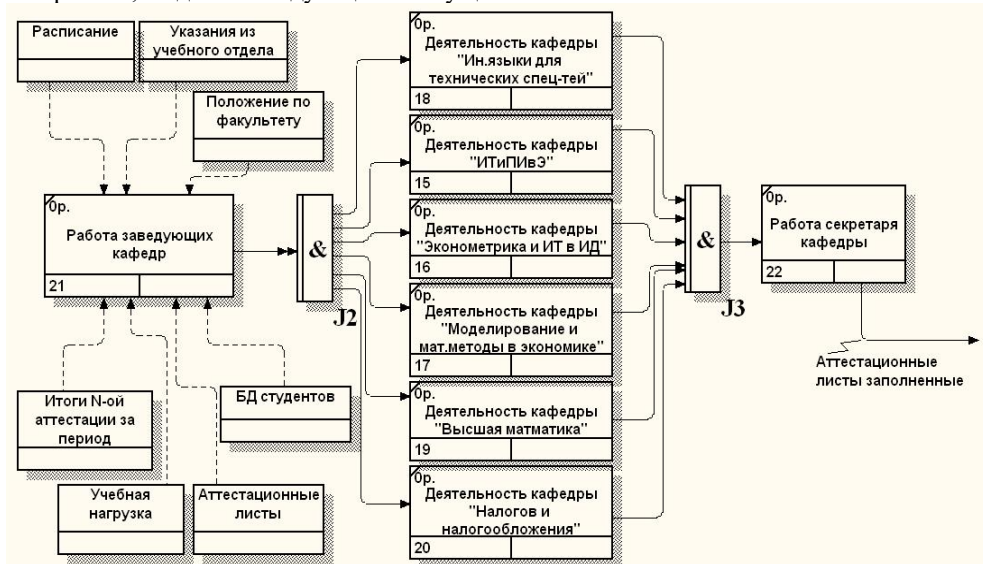 Расписание
Указания из
учебного отдела
Положение по
факультету
0р.
Работа заведующих
кафедр
21
Итоги N-ой
аттестации за
период
БД студентов
Учебная
нагрузка
Аттестационные
листы
&
J2
0р.
Деятельность кафедры
"Ин.языки для
технических спец-тей"
18
0р.
Деятельность кафедры
"ИТиПИвЭ"
15
0р.
Деятельность кафедры
"Эконометрика и ИТ в ИД"
16
0р.
Деятельность кафедры
"Моделирование и
мат.методы в экономике"
17
0р.
Деятельность кафедры
"Высшая матматика"
19
0р.
Деятельность кафедры
"Налогов и
налогообложения"
20
&
J3
0р.
Работа секретаря
кафедры
22
Аттестационные
листы заполненные